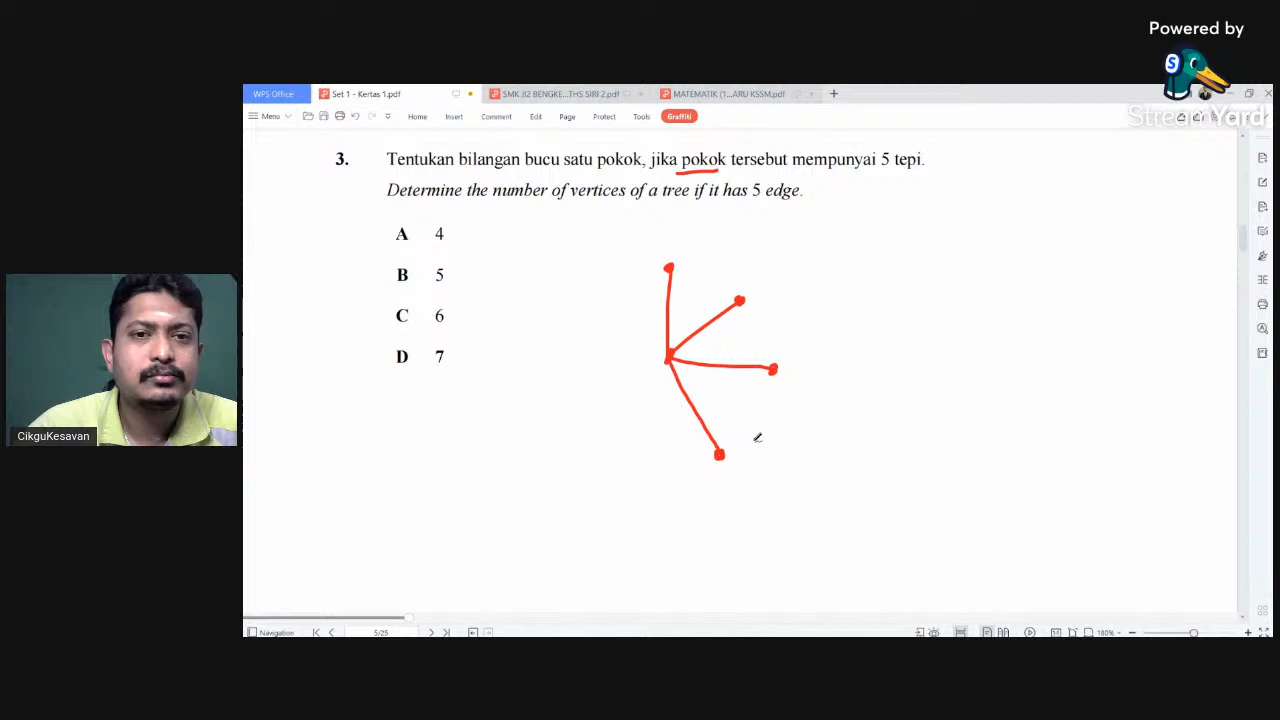 Powered by
S
StreamYard
WPS Office
Set 1 - Kertas 1.pdf
SMK JJ2 BENGKE...THS SIRI 2.pdf
MATEMATIK (1...ARU KSSM.pdf
Menu
Home
Insert
Comment
Edit
Page
Protect
Tools
Graffiti
3. Tentukan bilangan bucu satu pokok, jika pokok tersebut mempunyai 5 tepi.
Determine the number of vertices of a tree if it has 5 edge.
A 4
B 5
C 6
D 7
CikguKesavan
Navigation
5/25
180%